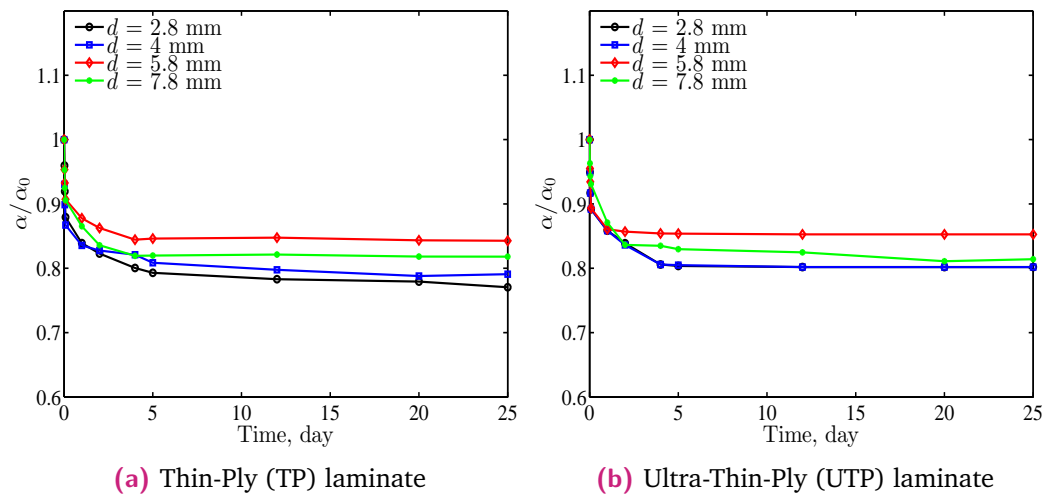 d = 2.8 mm
d = 4 mm
d = 5.8 mm
d = 7.8 mm
1.1
1
0.9
0.8
0.7
0.6
α/α₀
0 5 10 15 20 25
Time, day
(a) Thin-Ply (TP) laminate
d = 2.8 mm
d = 4 mm
d = 5.8 mm
d = 7.8 mm
1.1
1
0.9
0.8
0.7
0.6
α/α₀
0 5 10 15 20 25
Time, day
(b) Ultra-Thin-Ply (UTP) laminate